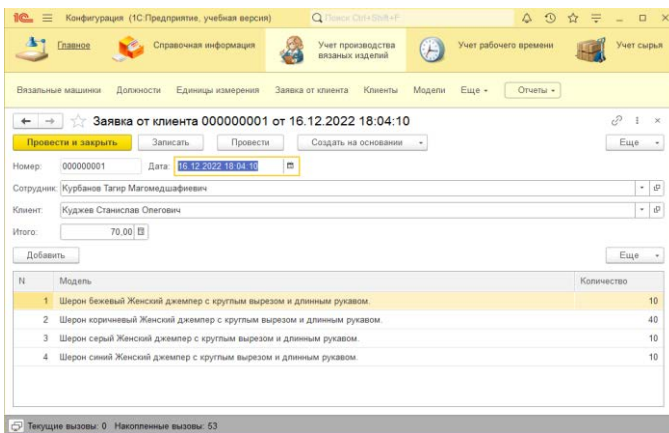 1С Конфигурация (1С:Предприятие, учебная версия) Поиск Ctrl+Shift+F
Главное Справочная информация Учет производства вязаных изделий Учет рабочего времени Учет сырья
Вязальные машинки Должности Единицы измерения Заявка от клиента Клиенты Модели Еще Отчеты
Заявка от клиента 000000001 от 16.12.2022 18:04:10
Провести и закрыть Записать Провести Создать на основании Еще
Номер: 000000001 Дата: 16.12.2022 18:04:10
Сотрудник: Курбанов Тагир Магомедшафиевич
Клиент: Куджев Станислав Олегович
Итого: 70,00
Добавить Еще
N Модель Количество
1 Шерон бежевый Женский джемпер с круглым вырезом и длинным рукавом. 10
2 Шерон коричневый Женский джемпер с круглым вырезом и длинным рукавом. 40
3 Шерон серый Женский джемпер с круглым вырезом и длинным рукавом. 10
4 Шерон синий Женский джемпер с круглым вырезом и длинным рукавом. 10
Текущие вызовы: 0 Накопленные вызовы: 53